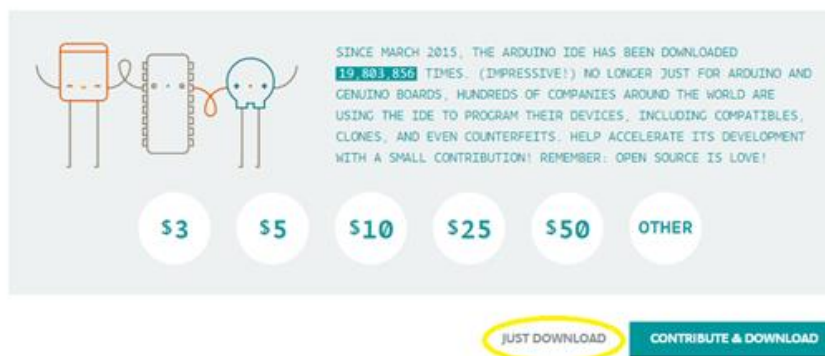 SINCE MARCH 2015, THE ARDUINO IDE HAS BEEN DOWNLOADED
19,803,856 TIMES. (IMPRESSIVE!) NO LONGER JUST FOR ARDUINO AND
GENUINO BOARDS, HUNDREDS OF COMPANIES AROUND THE WORLD ARE
USING THE IDE TO PROGRAM THEIR DEVICES, INCLUDING COMPATIBLES,
CLONES, AND EVEN COUNTERFEITS. HELP ACCELERATE ITS DEVELOPMENT
WITH A SMALL CONTRIBUTION! REMEMBER: OPEN SOURCE IS LOVE!
$3 $5 $10 $25 $50 OTHER
JUST DOWNLOAD CONTRIBUTE & DOWNLOAD